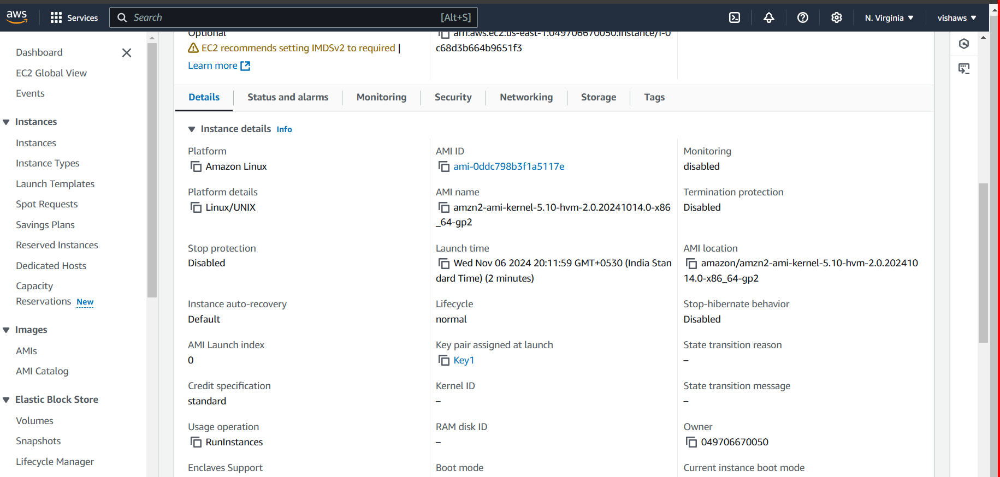 aws
Services
Search
[Alt+S]
N. Virginia
vishaws
Dashboard
EC2 Global View
Events
Instances
Instances
Instance Types
Launch Templates
Spot Requests
Savings Plans
Reserved Instances
Dedicated Hosts
Capacity
Reservations New
Images
AMIs
AMI Catalog
Elastic Block Store
Volumes
Snapshots
Lifecycle Manager
Optional
EC2 recommends setting IMDSv2 to required |
Learn more
arn:aws:ec2:us-east-1:049706670050:instance/i-0
c68d3b664b9651f3
Details
Status and alarms
Monitoring
Security
Networking
Storage
Tags
Instance details Info
Platform
Amazon Linux
AMI ID
ami-0ddc798b3f1a5117e
Monitoring
disabled
Platform details
Linux/UNIX
AMI name
amzn2-ami-kernel-5.10-hvm-2.0.20241014.0-x86
_64-gp2
Termination protection
Disabled
Stop protection
Disabled
Launch time
Wed Nov 06 2024 20:11:59 GMT+0530 (India Stan
dard Time) (2 minutes)
AMI location
amazon/amzn2-ami-kernel-5.10-hvm-2.0.202410
14.0-x86_64-gp2
Instance auto-recovery
Default
Lifecycle
normal
Stop-hibernate behavior
Disabled
AMI Launch index
0
Key pair assigned at launch
Key1
State transition reason
–
Credit specification
standard
Kernel ID
–
State transition message
–
Usage operation
RunInstances
RAM disk ID
–
Owner
049706670050
Enclaves Support
Boot mode
Current instance boot mode